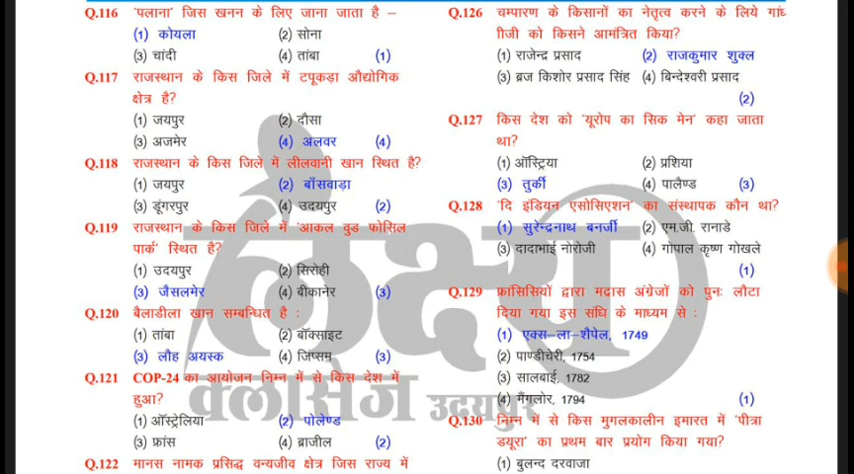 Q.116 'पलाना' जिस खनन के लिए जाना जाता है –
(1) कोयला (2) सोना
(3) चांदी (4) तांबा (1)
Q.117 राजस्थान के किस जिले में टपूकड़ा औद्योगिक
क्षेत्र है?
(1) जयपुर (2) दौसा
(3) अजमेर (4) अलवर (4)
Q.118 राजस्थान के किस जिले में लीलवानी खान स्थित है?
(1) जयपुर (2) बाँसवाड़ा
(3) डूंगरपुर (4) उदयपुर (2)
Q.119 राजस्थान के किस जिले में 'आकल वुड फोसिल
पार्क' स्थित है?
(1) उदयपुर (2) सिरोही
(3) जैसलमेर (4) बीकानेर (3)
Q.120 बैलाडीला खान सम्बन्धित है :
(1) तांबा (2) बॉक्साइट
(3) लौह अयस्क (4) जिप्सम (3)
Q.121 COP-24 का आयोजन निम्न में से किस देश में
हुआ?
(1) ऑस्ट्रेलिया (2) पोलेण्ड
(3) फ्रांस (4) ब्राजील (2)
Q.122 मानस नामक प्रसिद्ध वन्यजीव क्षेत्र जिस राज्य में
Q.126 चम्पारण के किसानों का नेतृत्व करने के लिये गांध
ीजी को किसने आमंत्रित किया?
(1) राजेन्द्र प्रसाद (2) राजकुमार शुक्ल
(3) ब्रज किशोर प्रसाद सिंह (4) बिन्देश्वरी प्रसाद
(2)
Q.127 किस देश को 'यूरोप का सिक मेन' कहा जाता
था?
(1) ऑस्ट्रिया (2) प्रशिया
(3) तुर्की (4) पालैण्ड (3)
Q.128 'दि इंडियन एसोसिएशन' का संस्थापक कौन था?
(1) सुरेन्द्रनाथ बनर्जी (2) एम.जी. रानाडे
(3) दादाभाई नोरोजी (4) गोपाल कृष्ण गोखले
(1)
Q.129 फ्रांसिसियों द्वारा मद्रास अंग्रेजों को पुनः लौटा
दिया गया इस संधि के माध्यम से :
(1) एक्स–ला–शैपेल, 1749
(2) पाण्डीचेरी, 1754
(3) सालबाई, 1782
(4) मैंगलोर, 1794 (1)
Q.130 निम्न में से किस मुगलकालीन इमारत में 'पीत्रा
ड्यूरा' का प्रथम बार प्रयोग किया गया?
(1) बुलन्द दरवाजा
लक्ष्य
क्लासेज उदयपुर